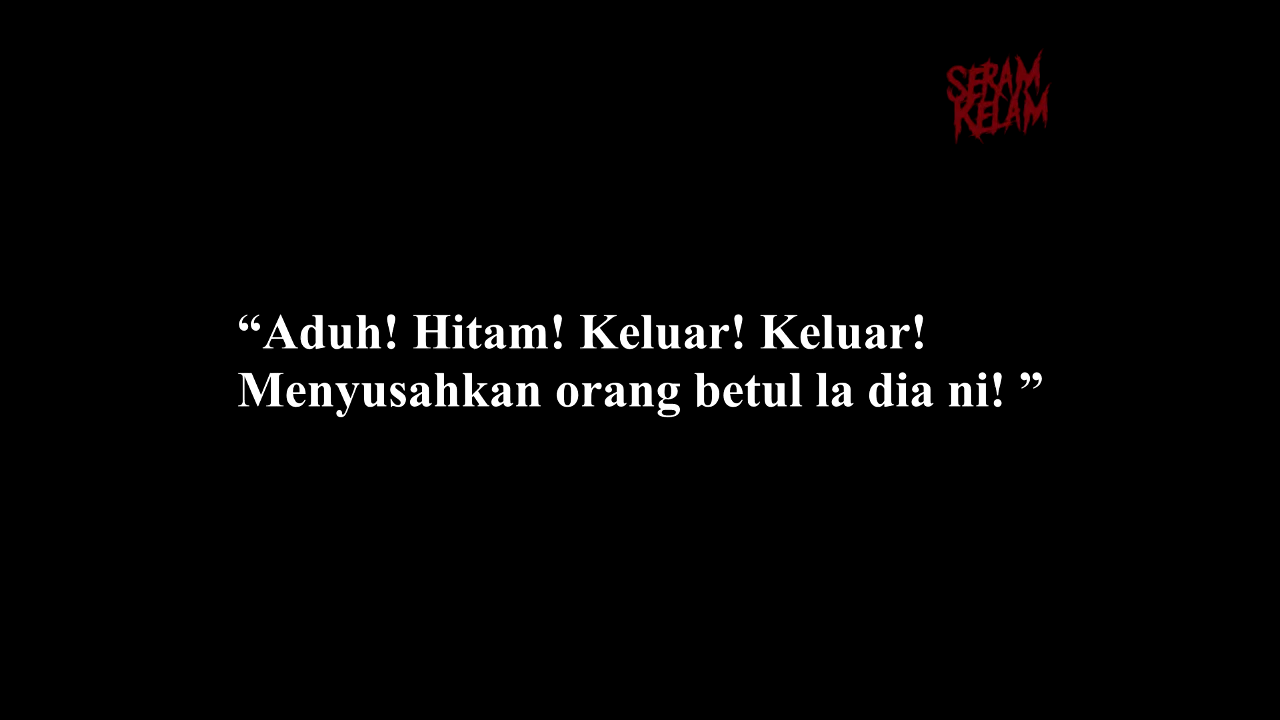 SERAM
KELAM
“Aduh! Hitam! Keluar! Keluar!
Menyusahkan orang betul la dia ni! ”